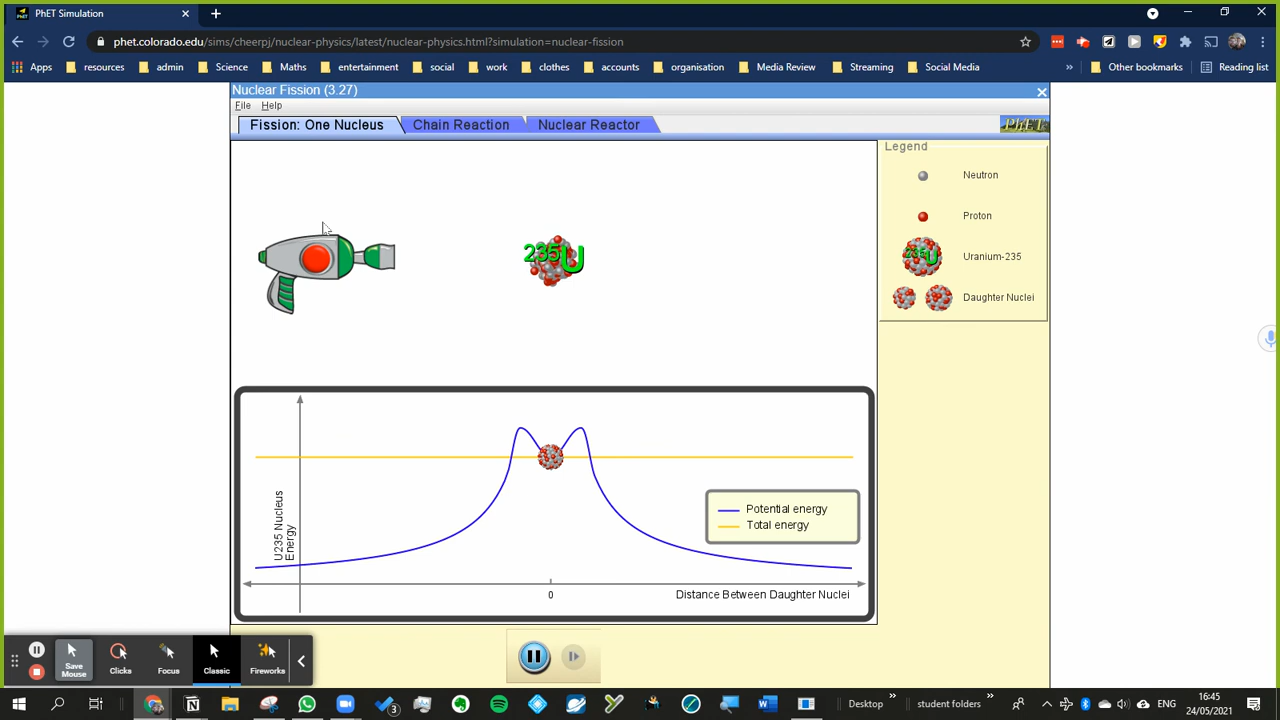 PhET Simulation
phet.colorado.edu/sims/cheerpj/nuclear-physics/latest/nuclear-physics.html?simulation=nuclear-fission
Apps resources admin Science Maths entertainment social work clothes accounts organisation Media Review Streaming Social Media » Other bookmarks Reading list
Nuclear Fission (3.27)
File Help
Fission: One Nucleus Chain Reaction Nuclear Reactor PhET
Legend
Neutron
Proton
235U Uranium-235
Daughter Nuclei
235U
U235 Nucleus
Energy
Potential energy
Total energy
0
Distance Between Daughter Nuclei
Save
Mouse
Clicks
Focus
Classic
Fireworks
3
Desktop » student folders » ENG
16:45
24/05/2021